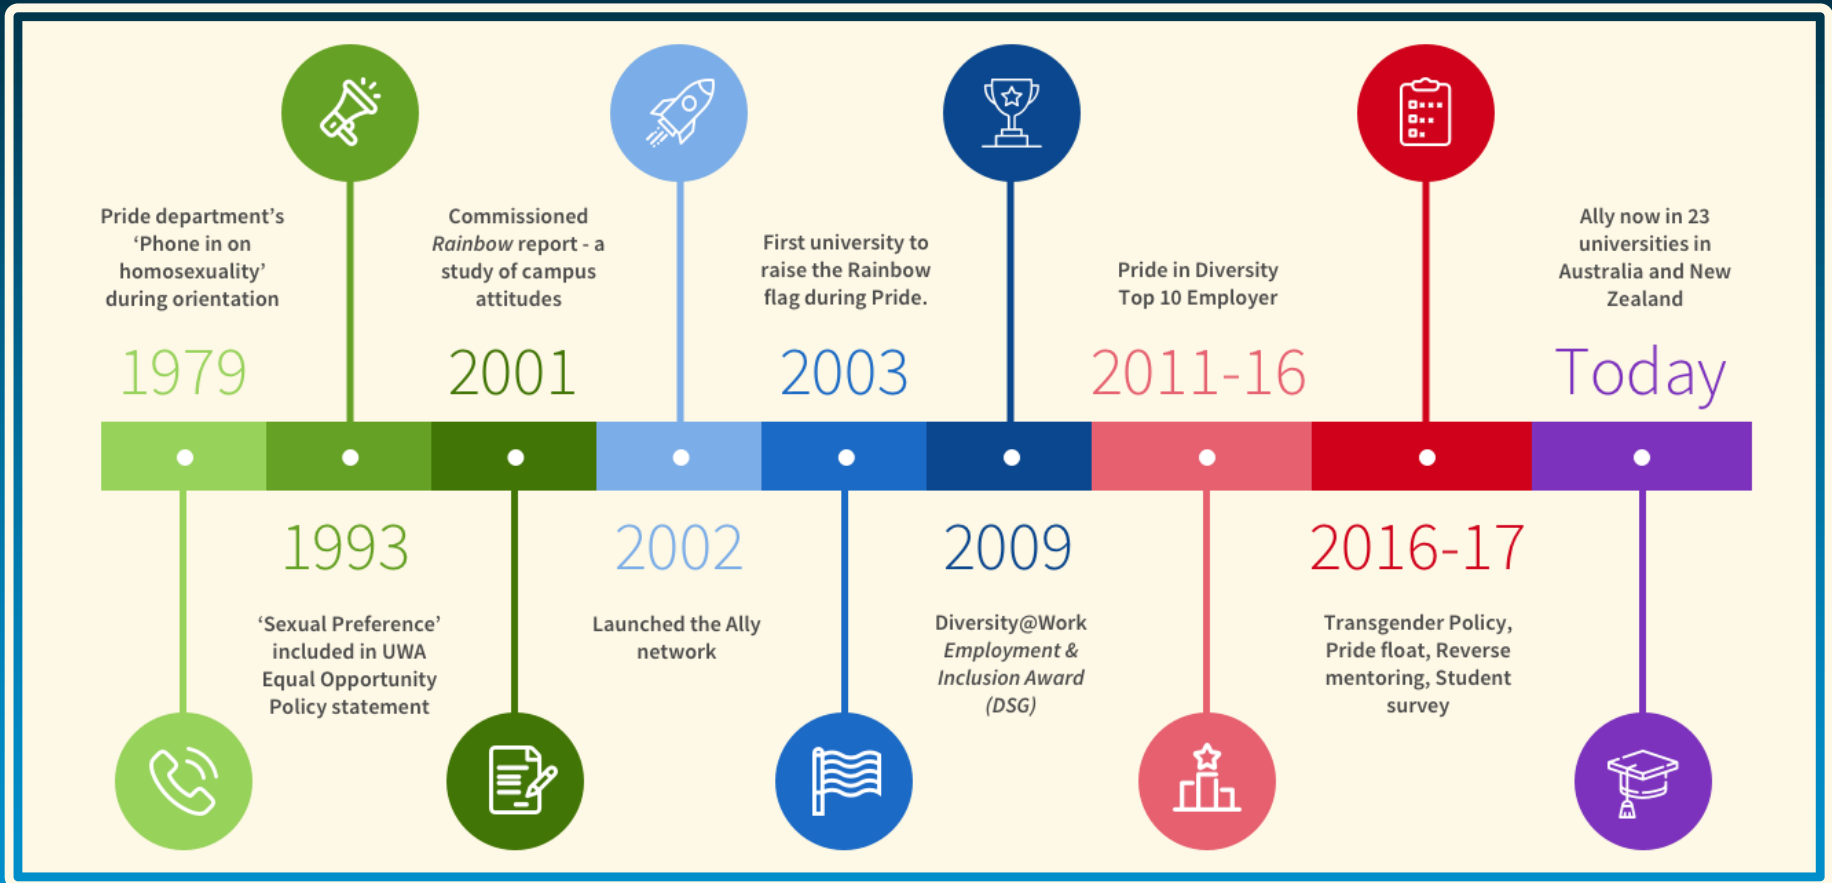 Pride department’s
‘Phone in on
homosexuality’
during orientation
1979
1993
‘Sexual Preference’
included in UWA
Equal Opportunity
Policy statement
Commissioned
Rainbow report - a
study of campus
attitudes
2001
2002
Launched the Ally
network
First university to
raise the Rainbow
flag during Pride.
2003
2009
Diversity@Work
Employment &
Inclusion Award
(DSG)
Pride in Diversity
Top 10 Employer
2011-16
2016-17
Transgender Policy,
Pride float, Reverse
mentoring, Student
survey
Ally now in 23
universities in
Australia and New
Zealand
Today